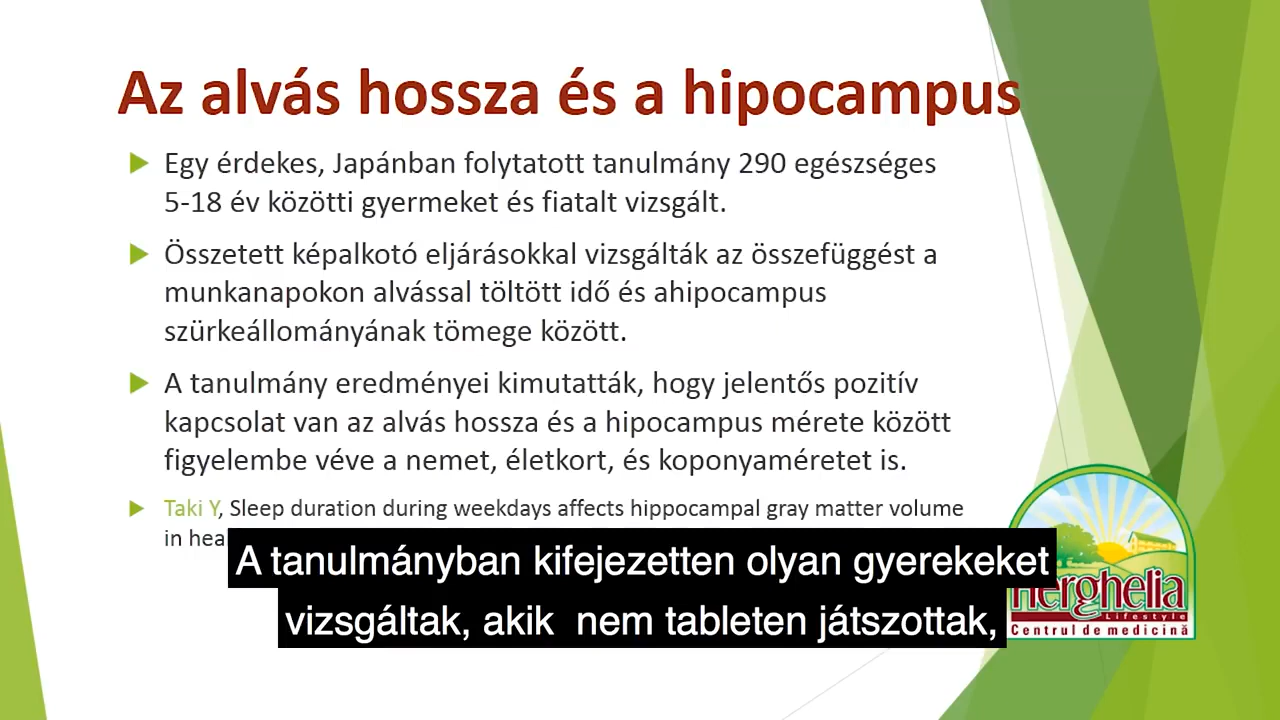 Az alvás hossza és a hipocampus
Egy érdekes, Japánban folytatott tanulmány 290 egészséges
5-18 év közötti gyermeket és fiatalt vizsgált.
Összetett képalkotó eljárásokkal vizsgálták az összefüggést a
munkanapokon alvással töltött idő és ahipocampus
szürkeállományának tömege között.
A tanulmány eredményei kimutatták, hogy jelentős pozitív
kapcsolat van az alvás hossza és a hipocampus mérete között
figyelembe véve a nemet, életkort, és koponyaméretet is.
Taki Y, Sleep duration during weekdays affects hippocampal gray matter volume
in
A tanulmányban kifejezetten olyan gyerekeket
vizsgáltak, akik nem tableten játszottak,
Herghelia
Lifestyle
Centrul de medicină